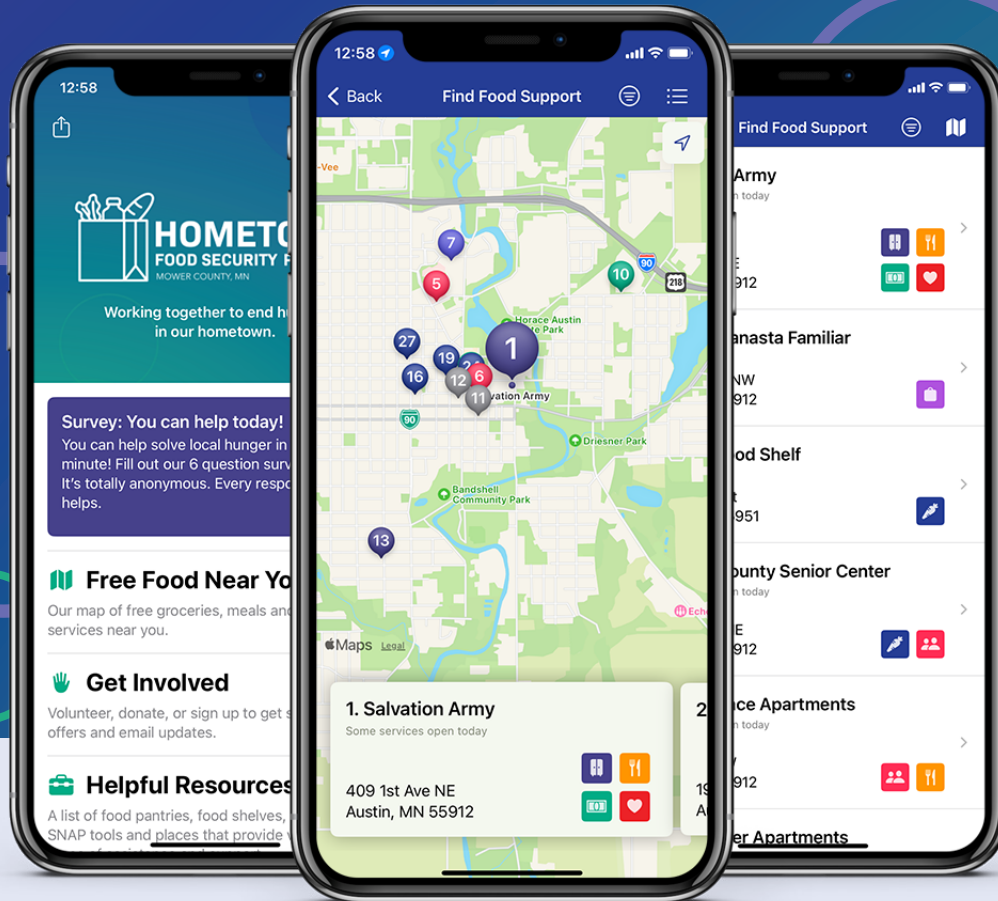 12:58
HOMETO
FOOD SECURITY P
MOWER COUNTY, MN
Working together to end hu
in our hometown.
Survey: You can help today!
You can help solve local hunger in
minute! Fill out our 6 question surv
It's totally anonymous. Every respo
helps.
Free Food Near Yo
Our map of free groceries, meals and
services near you.
Get Involved
Volunteer, donate, or sign up to get s
offers and email updates.
Helpful Resources
A list of food pantries, food shelves,
SNAP tools and places that provide
12:58
Back
Find Food Support
-Vee
7
5
10
90
218
Horace Austin
te Park
27
19
1
16
12
6
11
vation Army
90
Driesner Park
Bandshell
Community Park
13
Ech
Maps Legal
1. Salvation Army
Some services open today
409 1st Ave NE
Austin, MN 55912
2
19
A
Find Food Support
Army
n today
E
912
anasta Familiar
NW
912
od Shelf
t
951
ounty Senior Center
n today
E
912
ce Apartments
n today
912
er Apartments